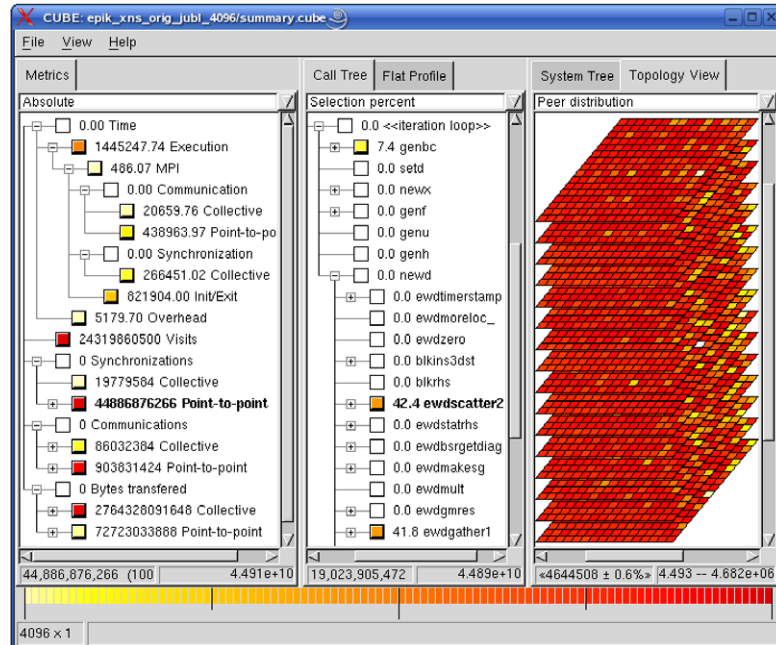 CUBE: epik_xns_orig_jubl_4096/summary.cube
File View Help
Metrics
Absolute
0.00 Time
1445247.74 Execution
486.07 MPI
0.00 Communication
20659.76 Collective
438963.97 Point-to-po
0.00 Synchronization
266451.02 Collective
821904.00 Init/Exit
5179.70 Overhead
24319860500 Visits
0 Synchronizations
19779584 Collective
44886876266 Point-to-point
0 Communications
86032384 Collective
903831424 Point-to-point
0 Bytes transfered
2764328091648 Collective
72723033888 Point-to-point
44,886,876,266 (100 4.491e+10
Call Tree Flat Profile
Selection percent
0.0 <<iteration loop>>
7.4 genbc
0.0 setd
0.0 newx
0.0 genf
0.0 genu
0.0 genh
0.0 newd
0.0 ewdtimerstamp
0.0 ewdmoreloc_
0.0 ewdzero
0.0 blkins3dst
0.0 blkrhs
42.4 ewdscatter2
0.0 ewdstatrhs
0.0 ewdbsrgetdiag
0.0 ewdmakesg
0.0 ewdmult
0.0 ewdgmres
41.8 ewdgather1
19,023,905,472 4.489e+10
System Tree Topology View
Peer distribution
«4644508 ± 0.6%» 4.493 -- 4.682e+06
4096 × 1